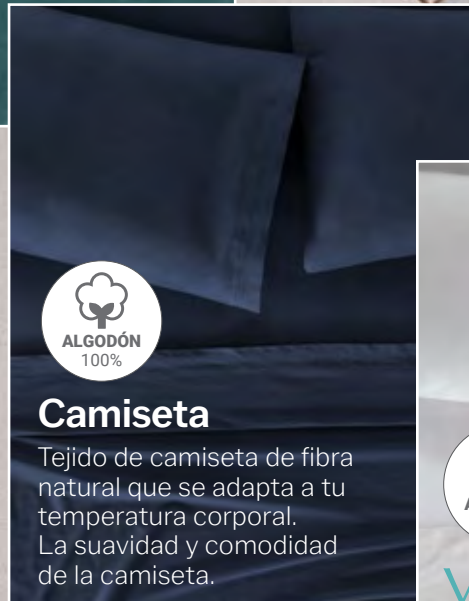 ALGODÓN
100%
Camiseta
Tejido de camiseta de fibra
natural que se adapta a tu
temperatura corporal.
La suavidad y comodidad
de la camiseta.